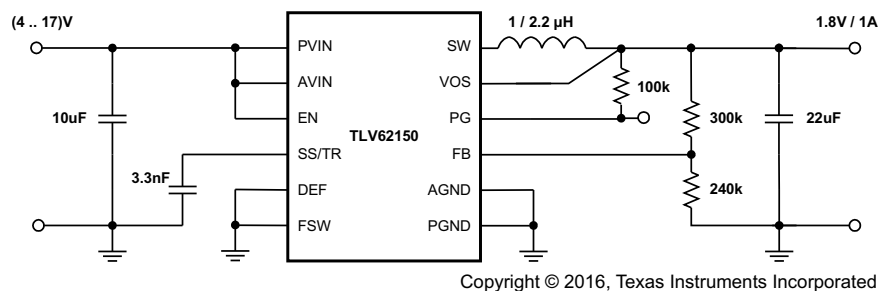 (4 .. 17)V
1 / 2.2 µH
1.8V / 1A
PVIN
SW
AVIN
VOS
100k
10uF
EN
PG
300k
22uF
TLV62150
SS/TR
FB
3.3nF
DEF
AGND
240k
FSW
PGND
Copyright © 2016, Texas Instruments Incorporated